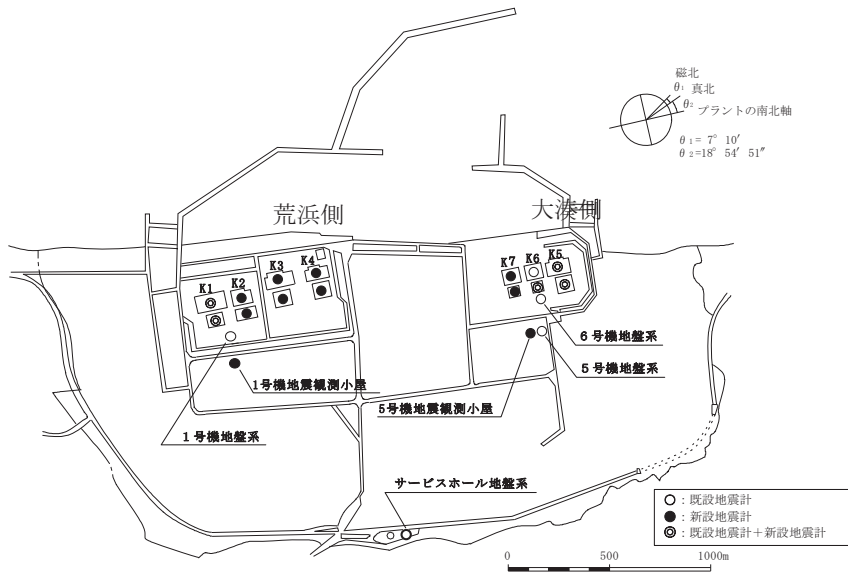 磁北
θ₁ 真北
θ₂ プラントの南北軸
θ₁= 7° 10′
θ₂=18° 54′ 51″
荒浜側
大湊側
K1
K2
K3
K4
K7
K6
K5
6号機地盤系
5号機地盤系
1号機地震観測小屋
5号機地震観測小屋
1号機地盤系
サービスホール地盤系
○：既設地震計
●：新設地震計
◎：既設地震計＋新設地震計
0 500 1000m